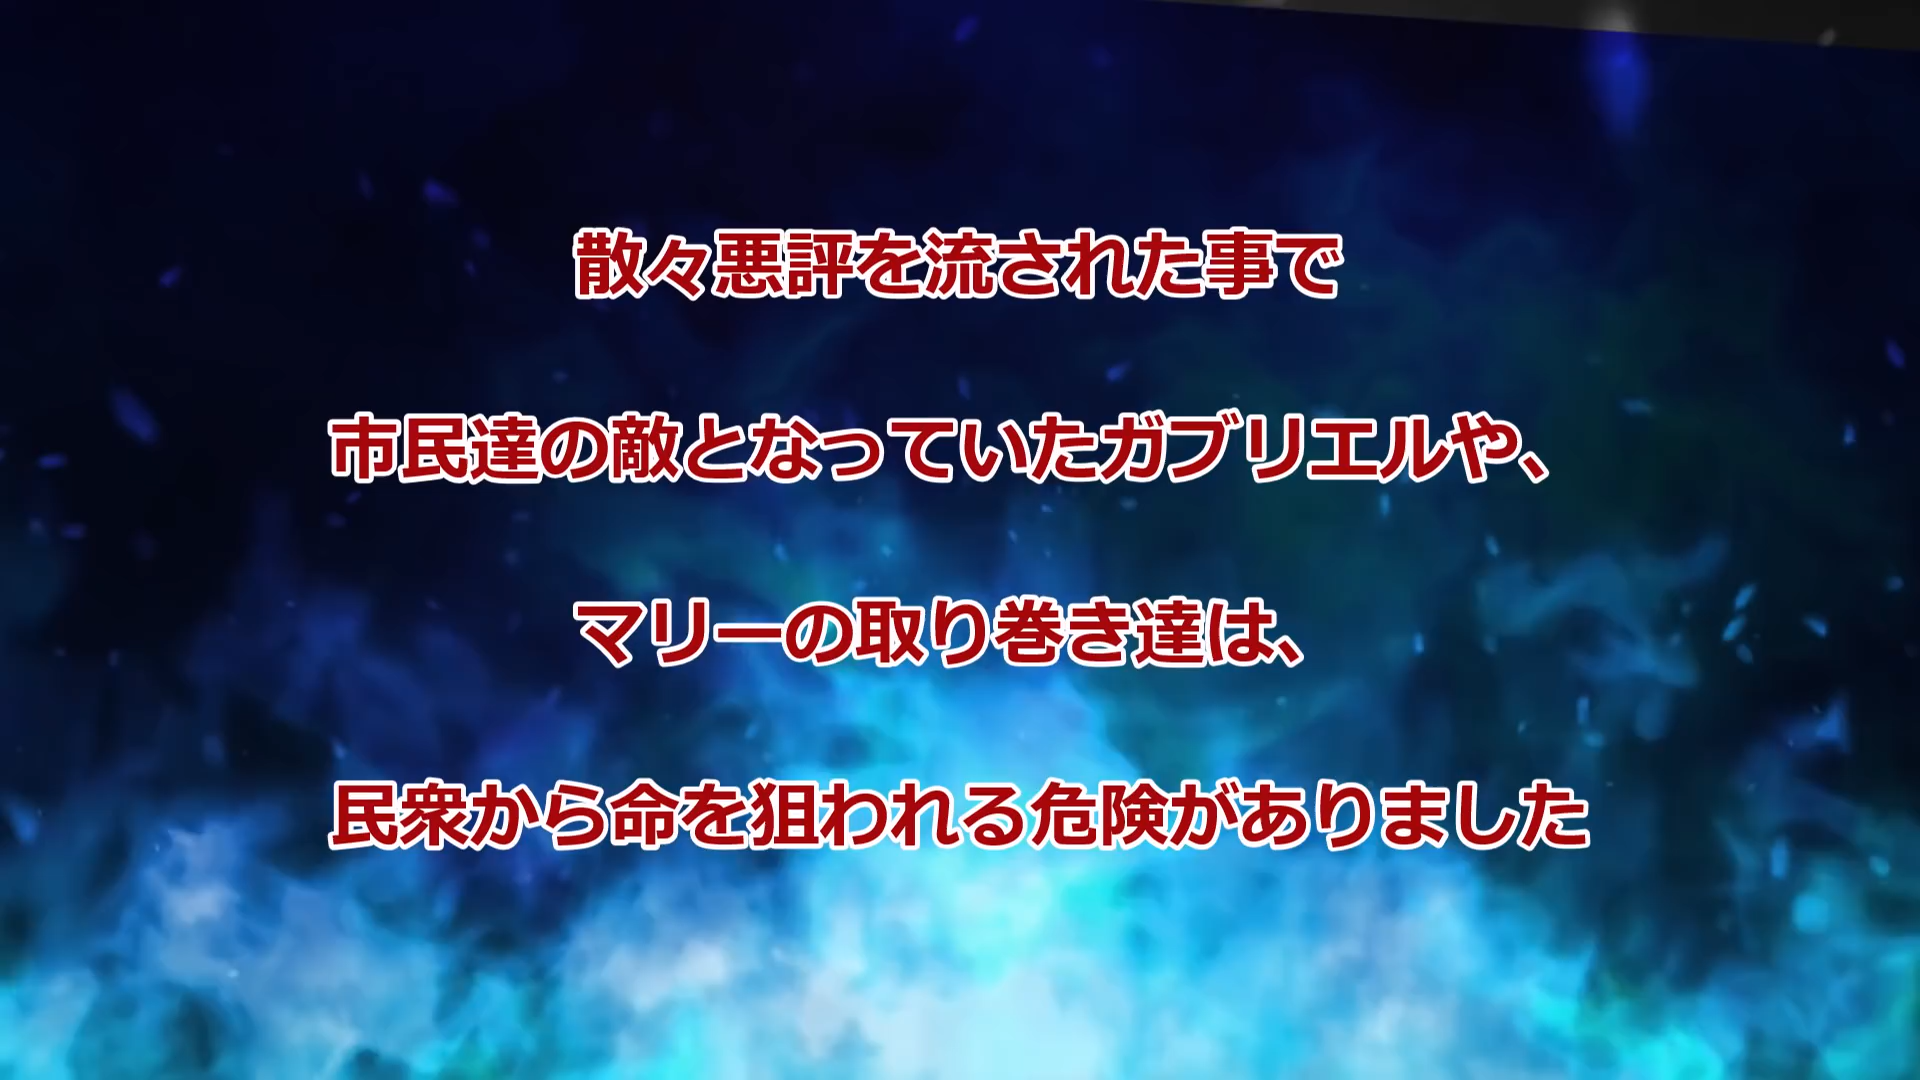 散々悪評を流された事で
市民達の敵となっていたガブリエルや、
マリーの取り巻き達は、
民衆から命を狙われる危険がありました